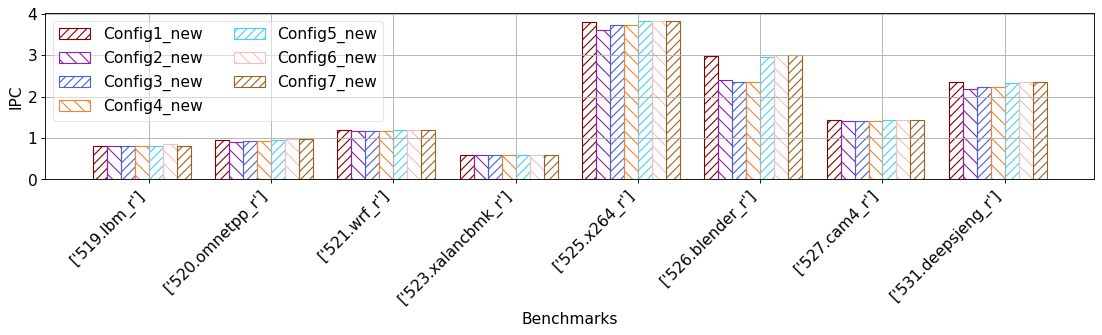 4
3
2
1
0
IPC
Config1_new
Config2_new
Config3_new
Config4_new
Config5_new
Config6_new
Config7_new
['519.lbm_r']
['520.omnetpp_r']
['521.wrf_r']
['523.xalancbmk_r']
['525.x264_r']
['526.blender_r']
['527.cam4_r']
['531.deepsjeng_r']
Benchmarks